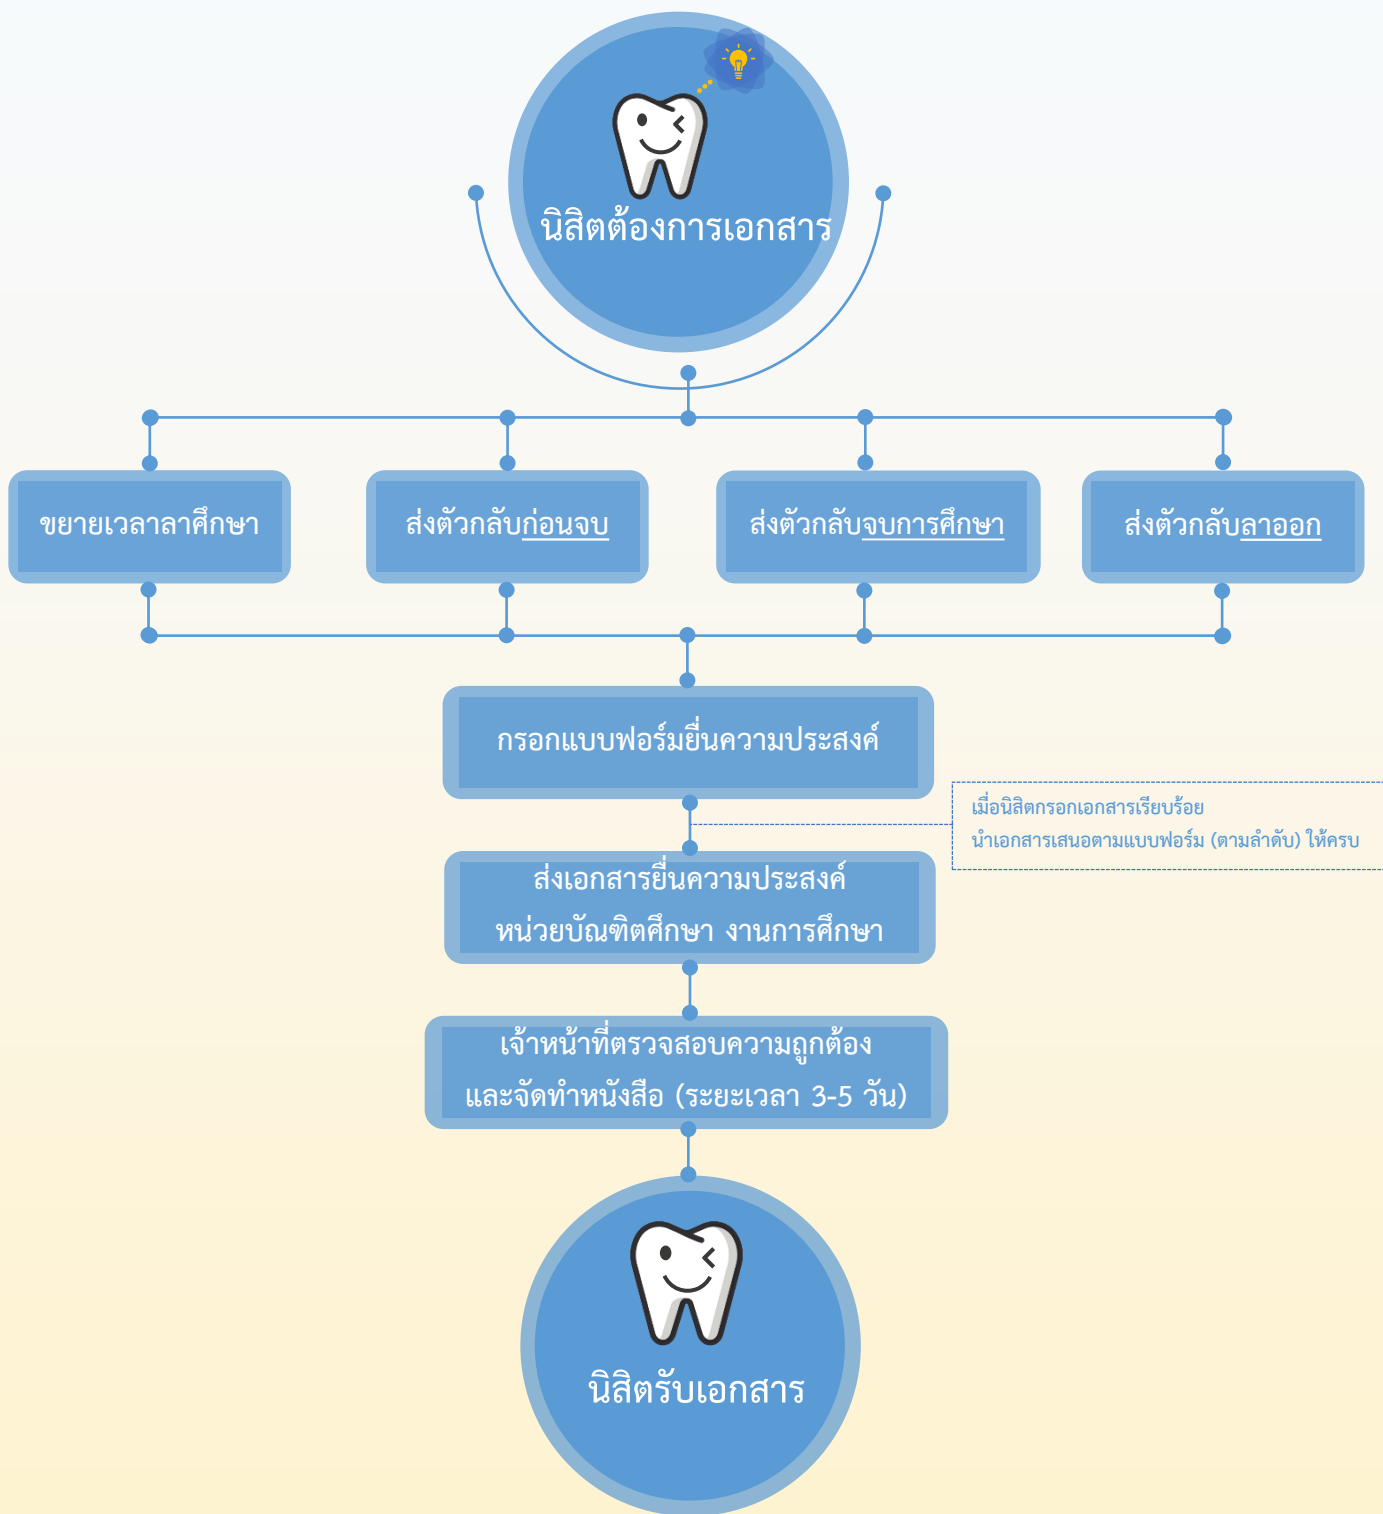 นิสิตต้องการเอกสาร
ขยายเวลาลาศึกษา
ส่งตัวกลับก่อนจบ
ส่งตัวกลับจบการศึกษา
ส่งตัวกลับลาออก
กรอกแบบฟอร์มยื่นความประสงค์
เมื่อนิสิตกรอกเอกสารเรียบร้อย
นำเอกสารเสนอตามแบบฟอร์ม (ตามลำดับ) ให้ครบ
ส่งเอกสารยื่นความประสงค์
หน่วยบัณฑิตศึกษา งานการศึกษา
เจ้าหน้าที่ตรวจสอบความถูกต้อง
และจัดทำหนังสือ (ระยะเวลา 3-5 วัน)
นิสิตรับเอกสาร